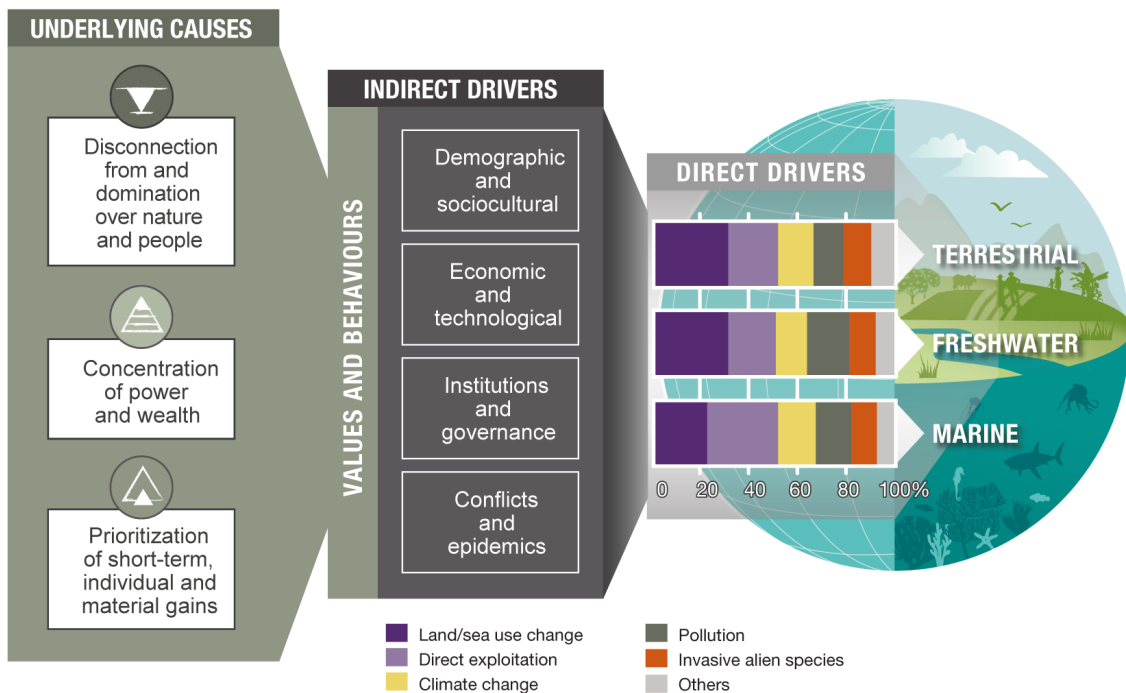 UNDERLYING CAUSES
Disconnection
from and
domination
over nature
and people
Concentration
of power
and wealth
Prioritization
of short-term,
individual and
material gains
INDIRECT DRIVERS
VALUES AND BEHAVIOURS
Demographic
and
sociocultural
Economic
and
technological
Institutions
and
governance
Conflicts
and
epidemics
DIRECT DRIVERS
TERRESTRIAL
FRESHWATER
MARINE
0 20 40 60 80 100%
Land/sea use change
Direct exploitation
Climate change
Pollution
Invasive alien species
Others